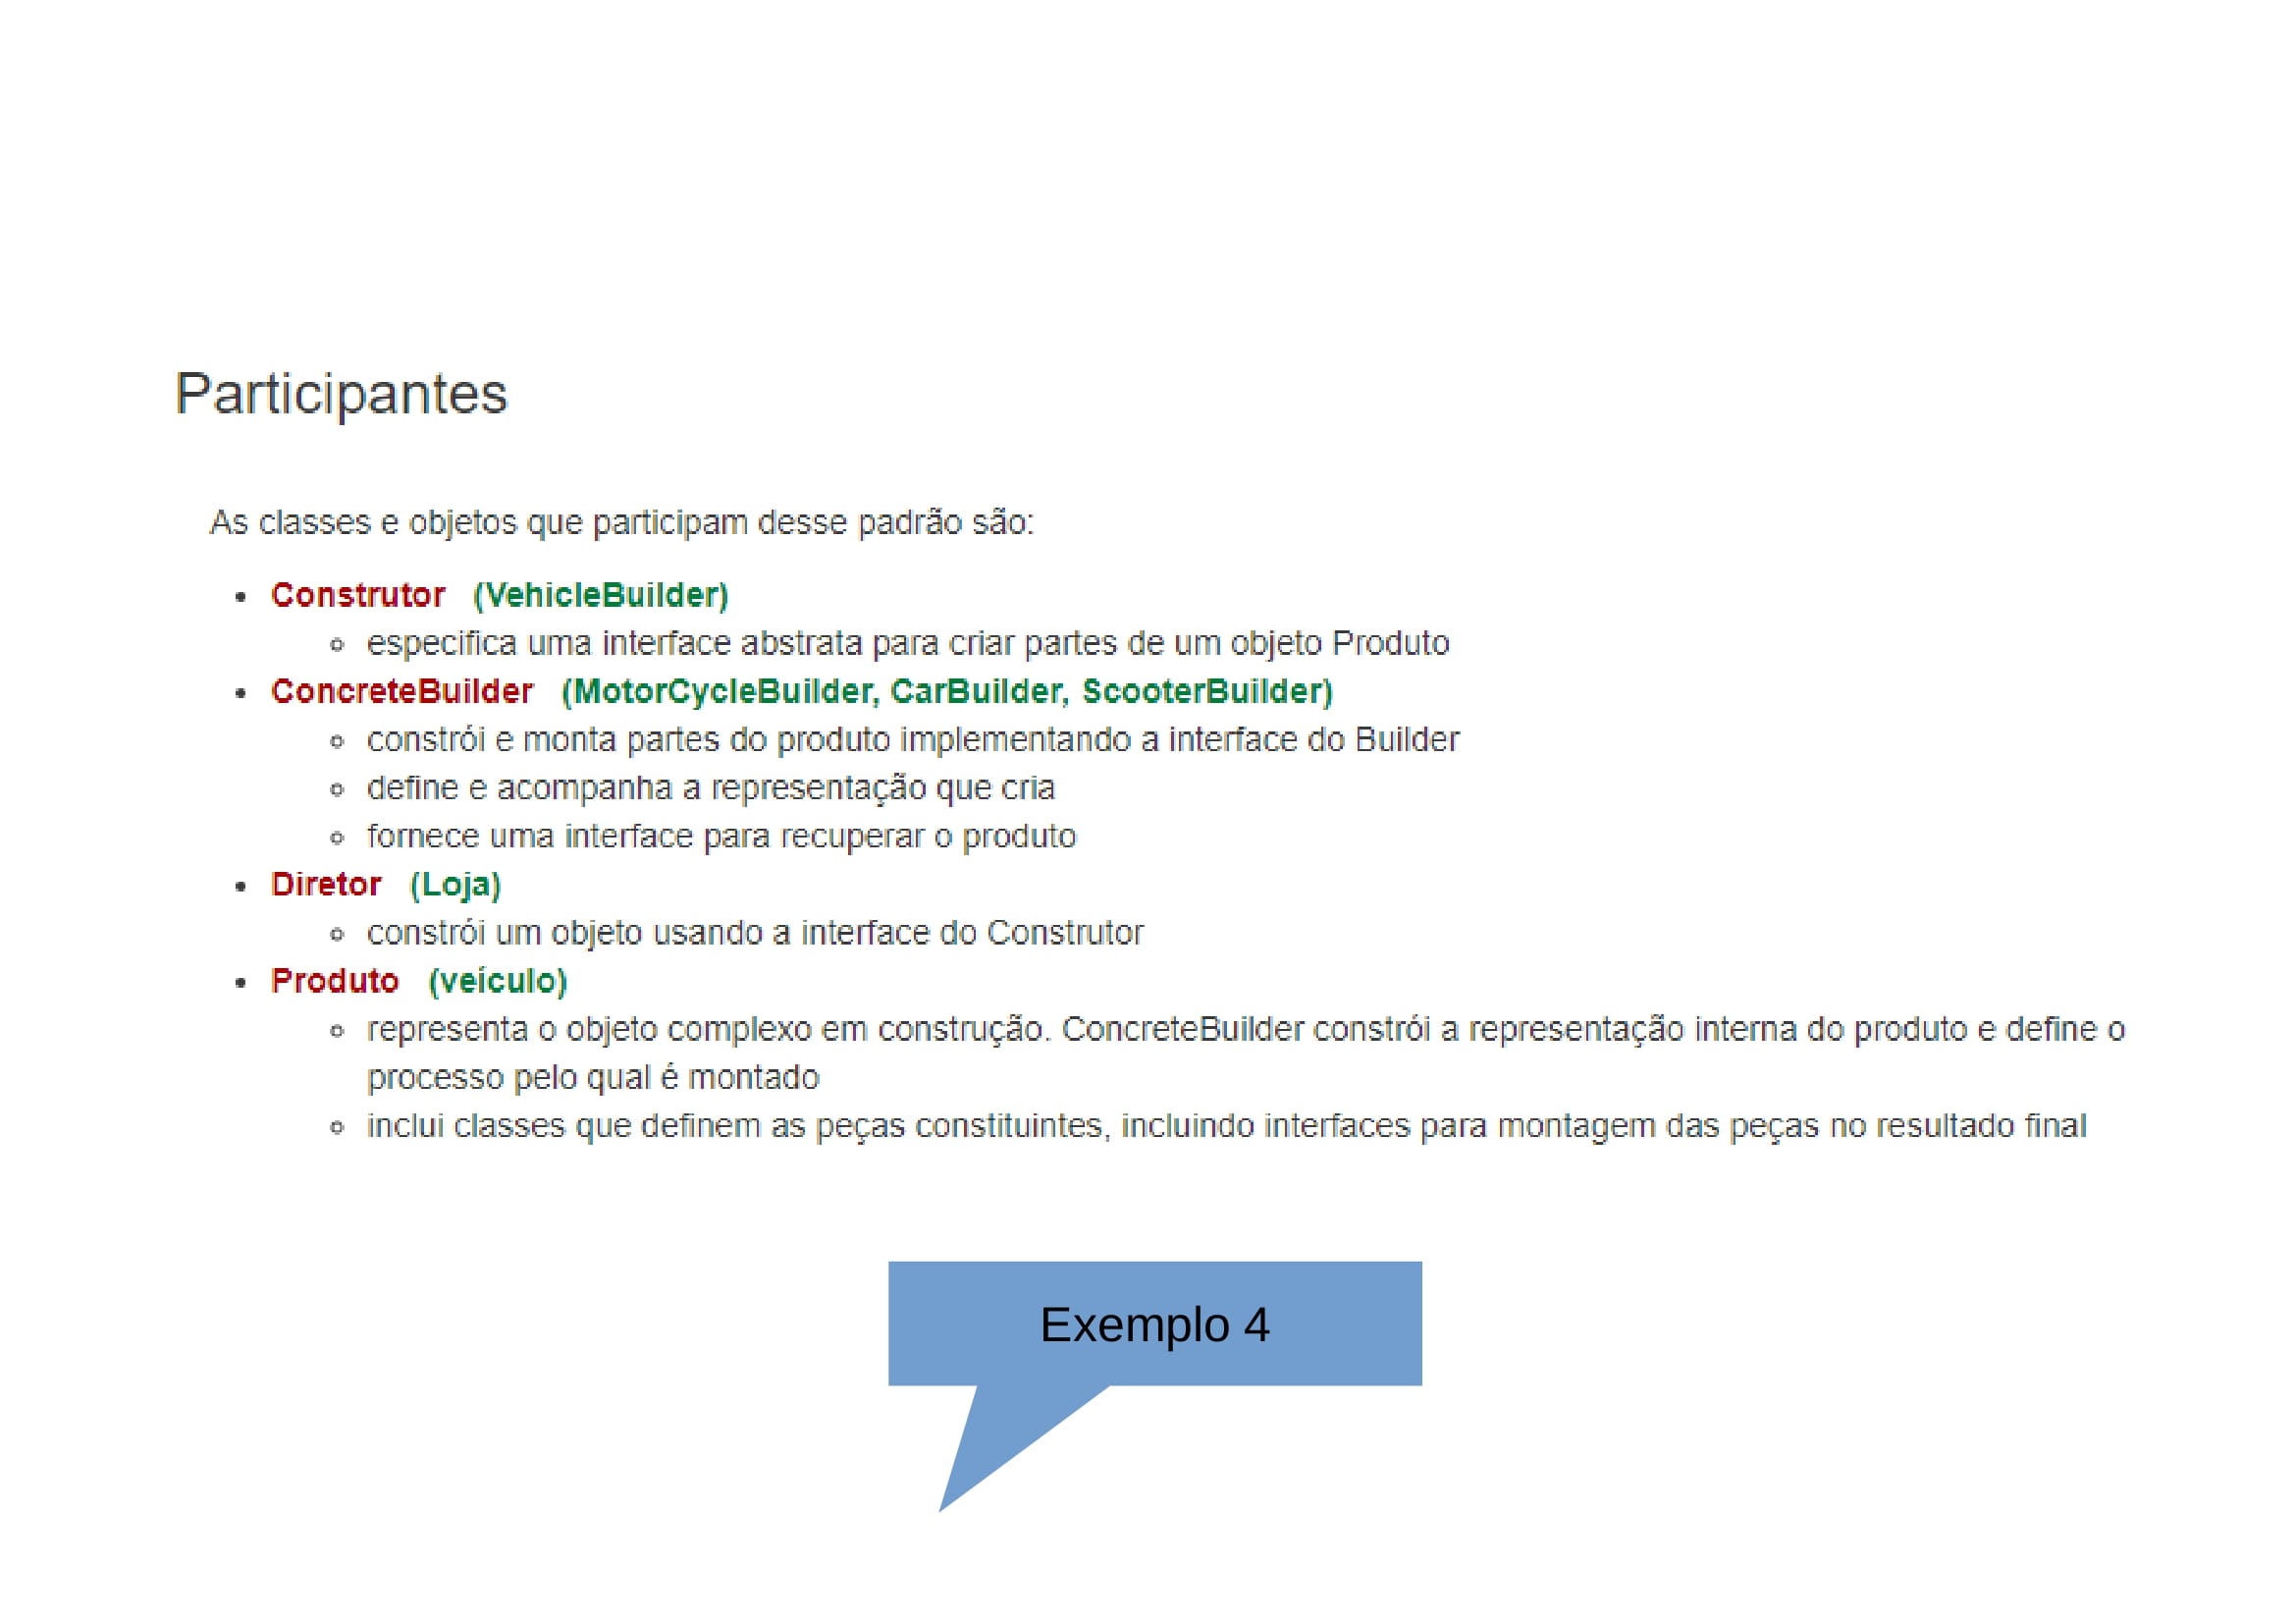 Participantes
As classes e objetos que participam desse padrão são:
• Construtor (VehicleBuilder)
◦ especifica uma interface abstrata para criar partes de um objeto Produto
• ConcreteBuilder (MotorCycleBuilder, CarBuilder, ScooterBuilder)
◦ constrói e monta partes do produto implementando a interface do Builder
◦ define e acompanha a representação que cria
◦ fornece uma interface para recuperar o produto
• Diretor (Loja)
◦ constrói um objeto usando a interface do Construtor
• Produto (veículo)
◦ representa o objeto complexo em construção. ConcreteBuilder constrói a representação interna do produto e define o
processo pelo qual é montado
◦ inclui classes que definem as peças constituintes, incluindo interfaces para montagem das peças no resultado final
Exemplo 4